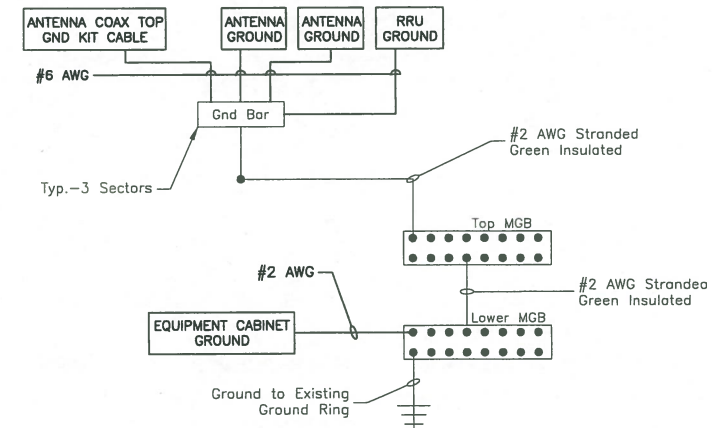 ANTENNA COAX TOP
GND KIT CABLE
ANTENNA
GROUND
ANTENNA
GROUND
RRU
GROUND
#6 AWG
Gnd Bar
Typ.-3 Sectors
#2 AWG Stranded
Green Insulated
Top MGB
#2 AWG
#2 AWG Stranded
Green Insulated
Lower MGB
EQUIPMENT CABINET
GROUND
Ground to Existing
Ground Ring